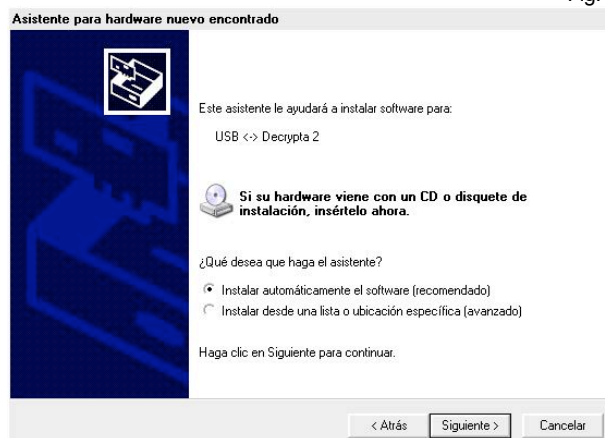 Fig.
Asistente para hardware nuevo encontrado
Este asistente le ayudará a instalar software para:
USB <-> Decrypta 2
Si su hardware viene con un CD o disquete de
instalación, insértelo ahora.
¿Qué desea que haga el asistente?
Instalar automáticamente el software (recomendado)
Instalar desde una lista o ubicación específica (avanzado)
Haga clic en Siguiente para continuar.
< Atrás Siguiente > Cancelar